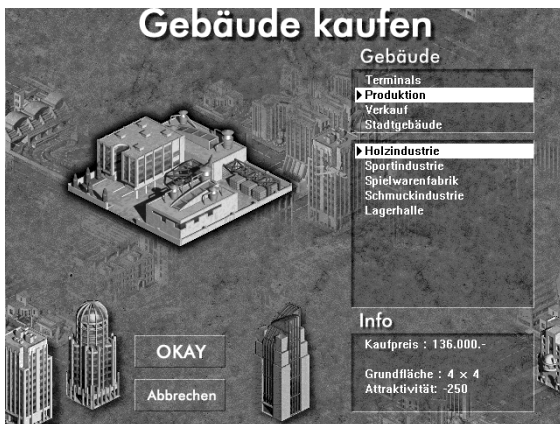 Gebäude kaufen
Gebäude
Terminals
Produktion
Verkauf
Stadtgebäude
Holzindustrie
Sportindustrie
Spielwarenfabrik
Schmuckindustrie
Lagerhalle
Info
Kaufpreis : 136.000.-
Grundfläche : 4 × 4
Attraktivität: -250
OKAY
Abbrechen